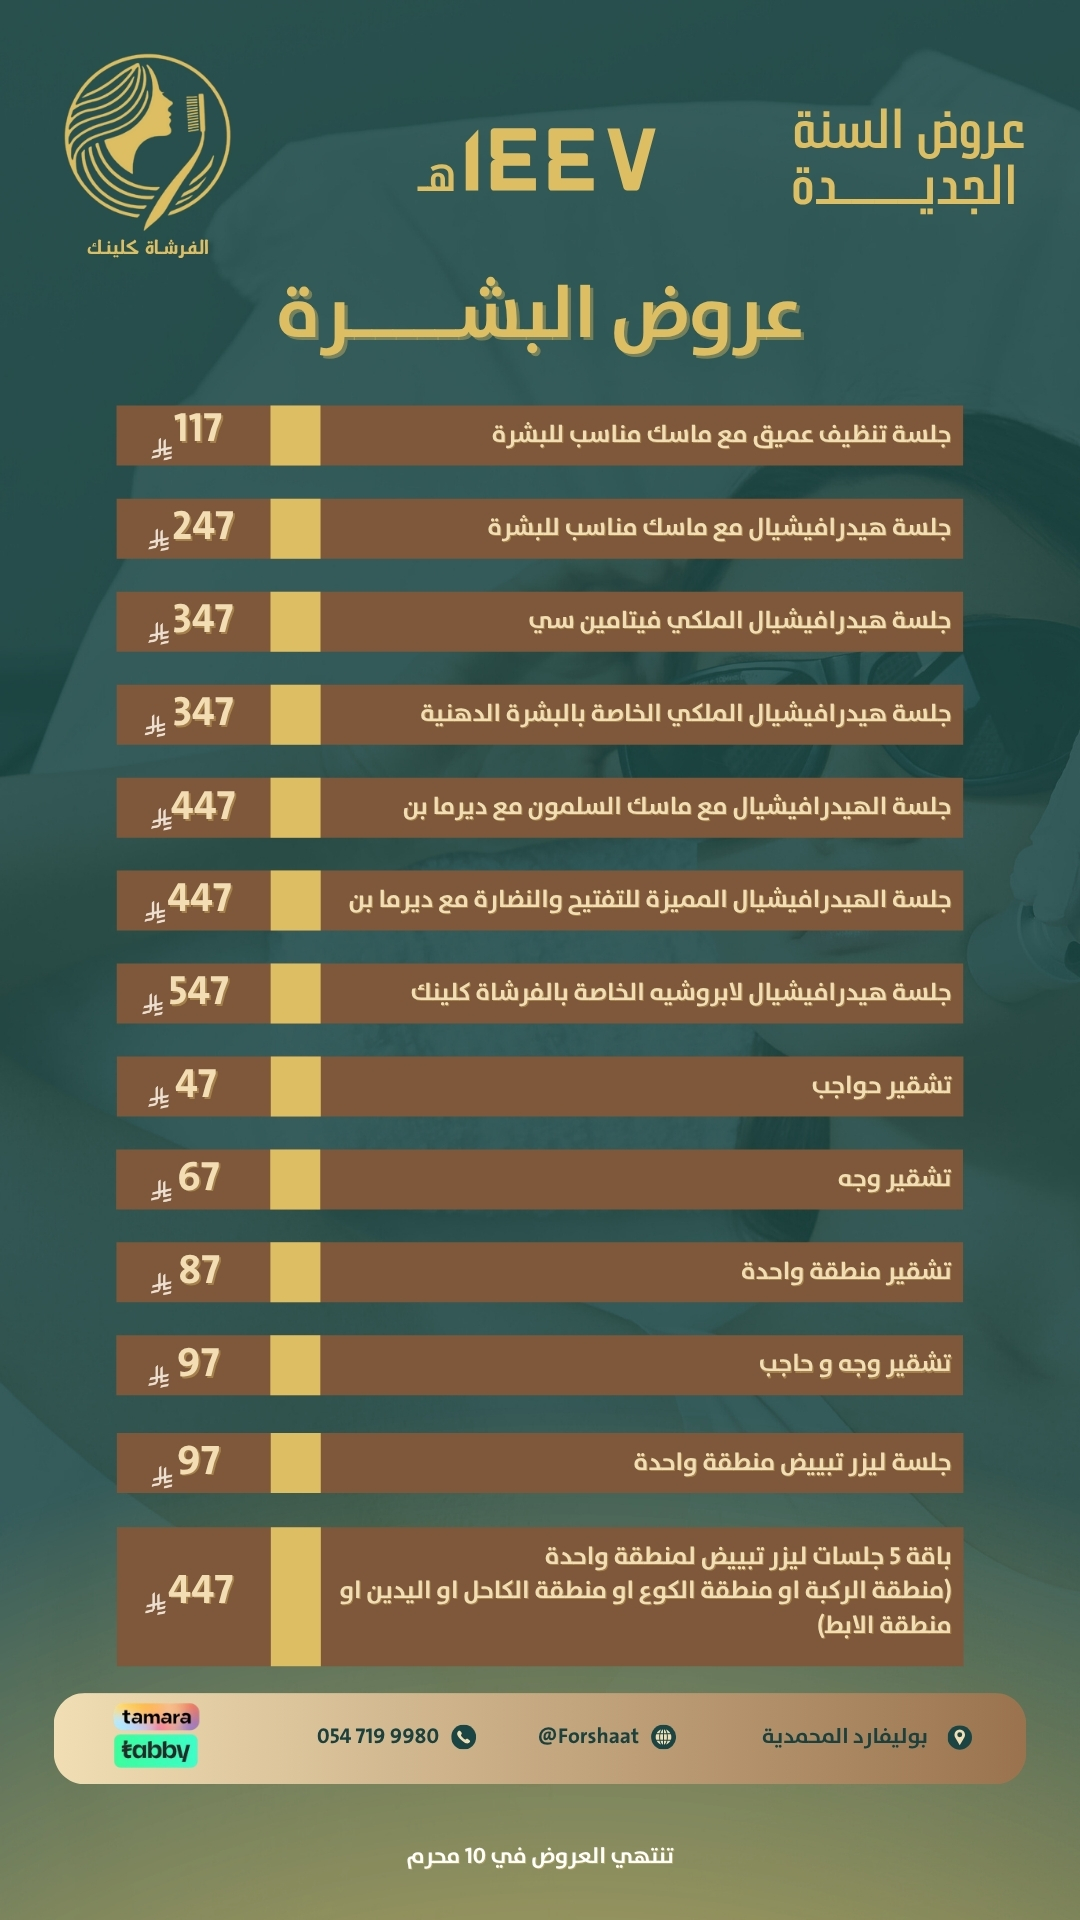 عروض السنة
الجديـــــدة
١٤٤٧هـ
الفرشاة كلينك
عروض البشـــــرة
جلسة تنظيف عميق مع ماسك مناسب للبشرة
117
جلسة هيدرافيشيال مع ماسك مناسب للبشرة
247
جلسة هيدرافيشيال الملكي فيتامين سي
347
جلسة هيدرافيشيال الملكي الخاصة بالبشرة الدهنية
347
جلسة الهيدرافيشيال مع ماسك السلمون مع ديرما بن
447
جلسة الهيدرافيشيال المميزة للتفتيح والنضارة مع ديرما بن
447
جلسة هيدرافيشيال لابروشيه الخاصة بالفرشاة كلينك
547
تشقير حواجب
47
تشقير وجه
67
تشقير منطقة واحدة
87
تشقير وجه و حاجب
97
جلسة ليزر تبييض منطقة واحدة
97
باقة 5 جلسات ليزر تبييض لمنطقة واحدة
(منطقة الركبة او منطقة الكوع او منطقة الكاحل او اليدين او
منطقة الابط)
447
بوليفارد المحمدية
@Forshaat
054 719 9980
tamara
tabby
تنتهي العروض في 10 محرم